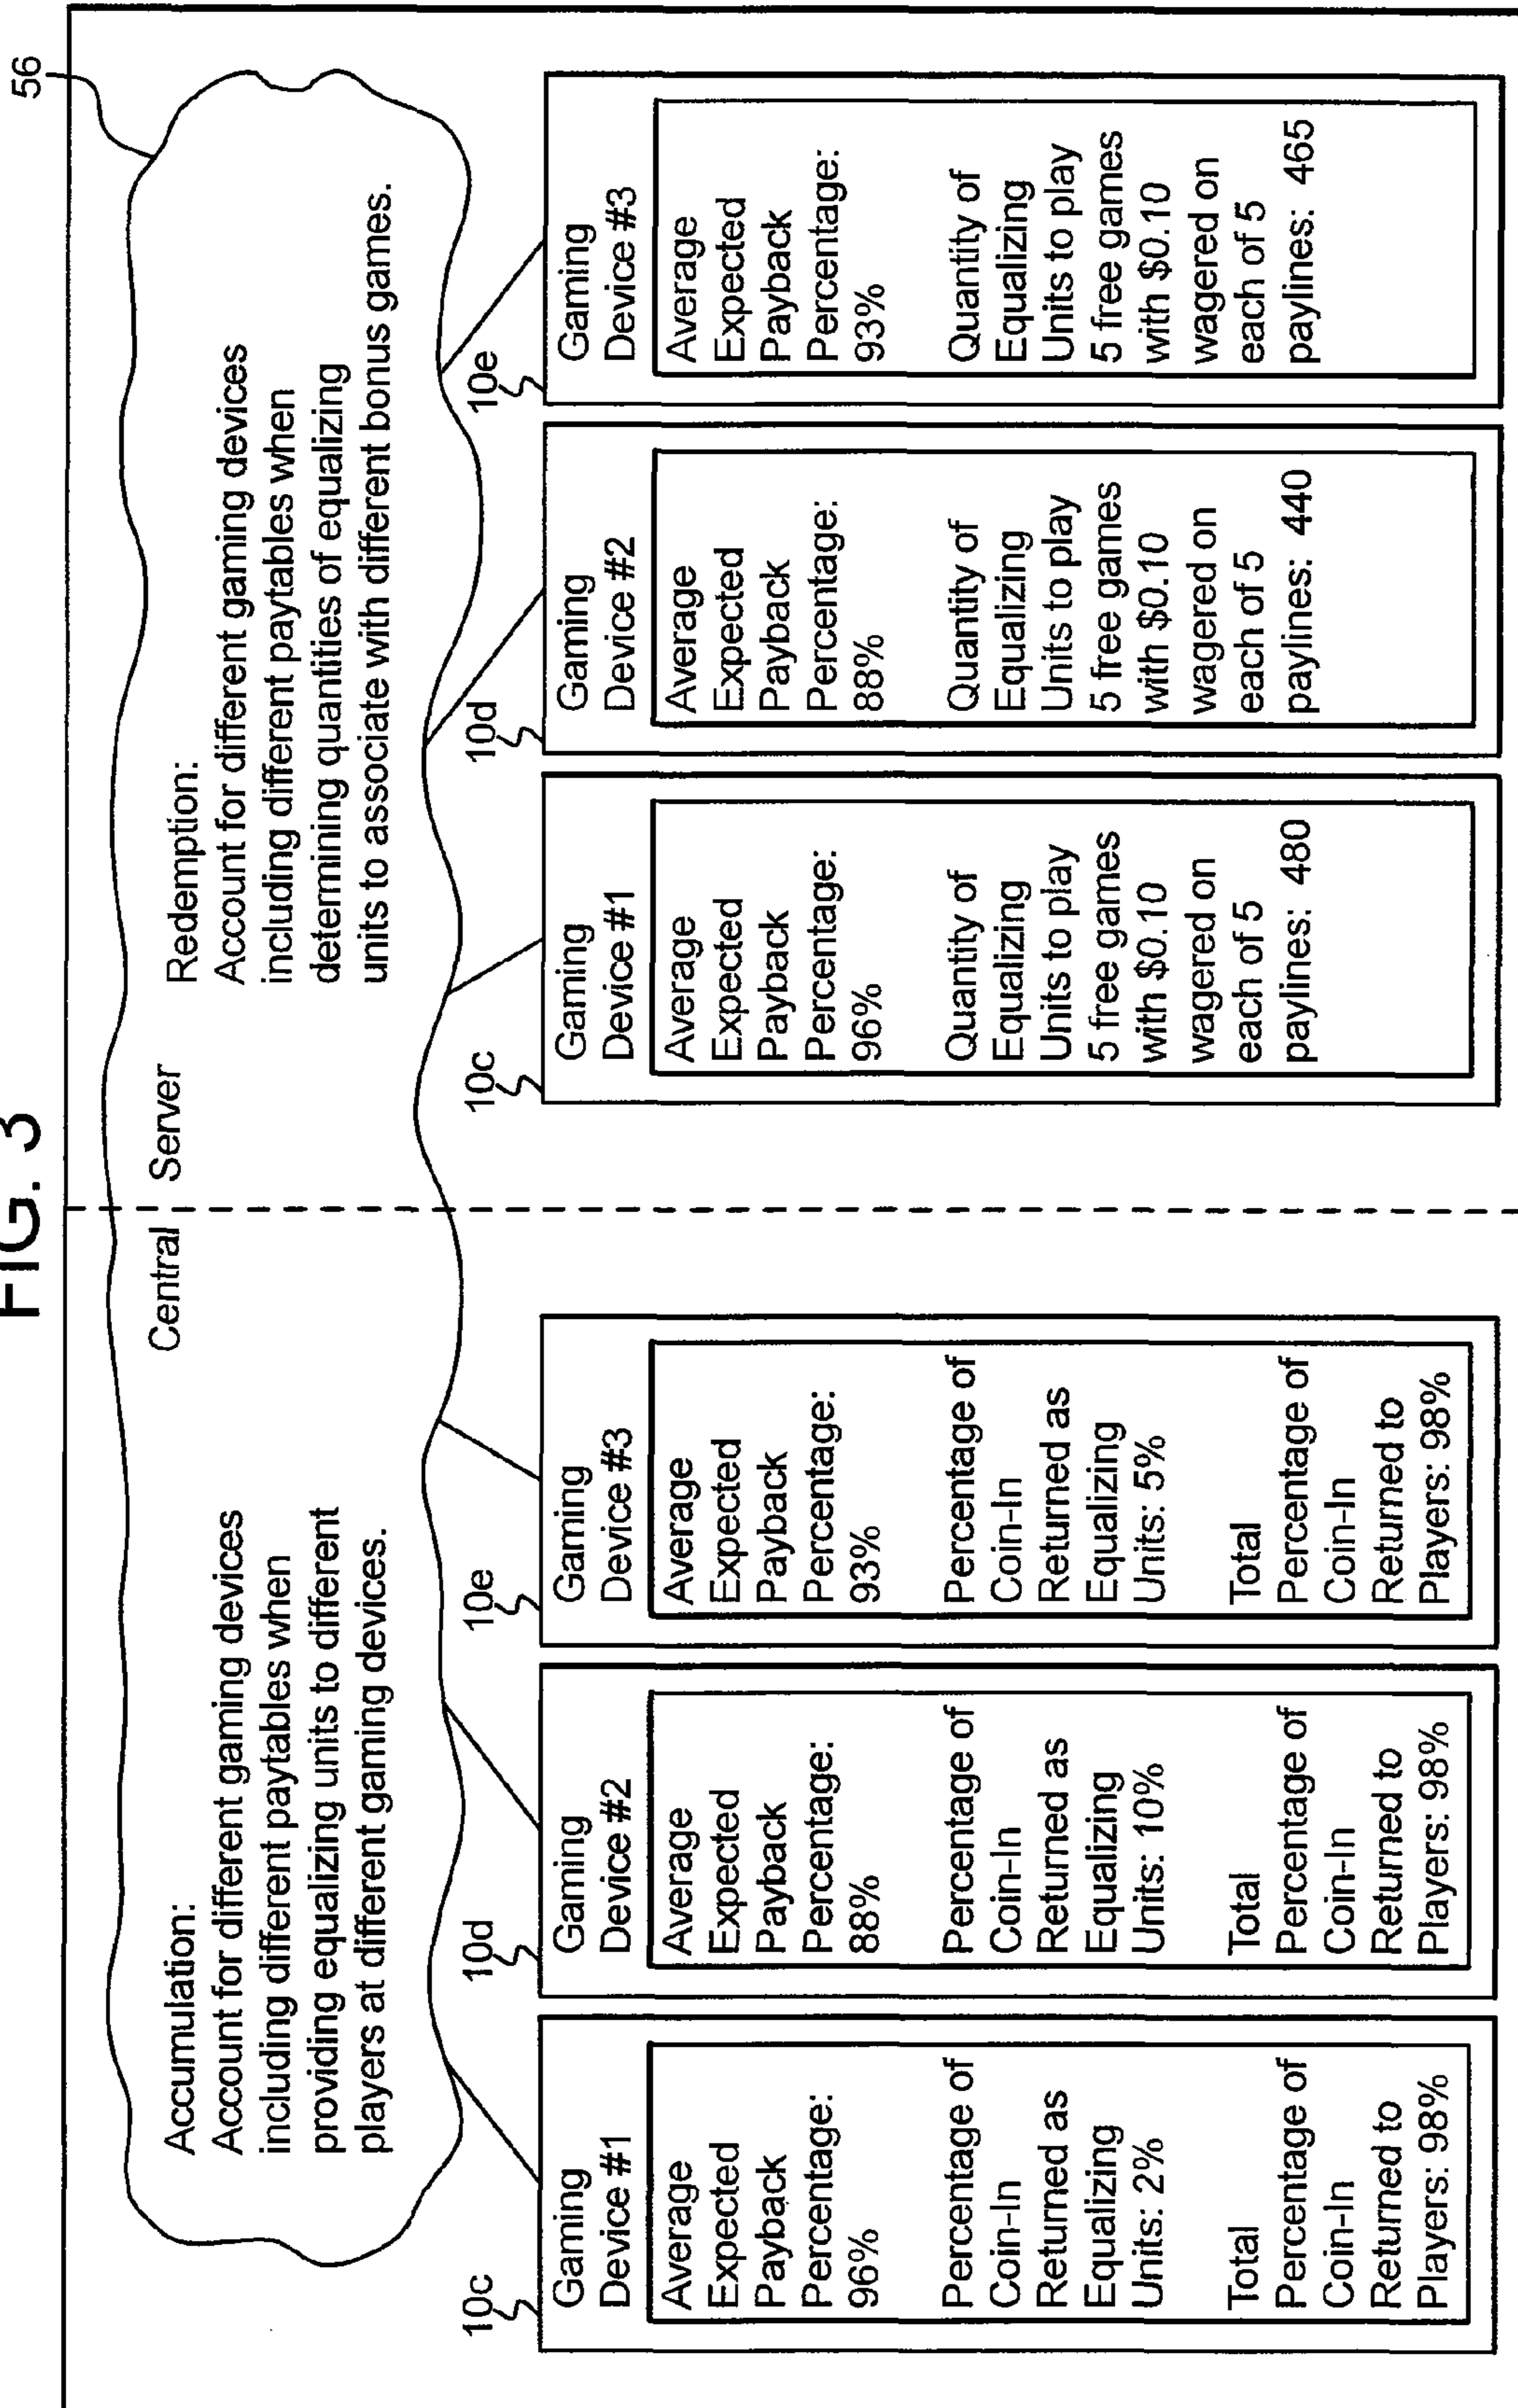 FIG. 3
56
Central Server
Accumulation:
Account for different gaming devices
including different paytables when
providing equalizing units to different
players at different gaming devices.
Redemption:
Account for different gaming devices
including different paytables when
determining quantities of equalizing
units to associate with different bonus games.
10c
Gaming
Device #1
Average
Expected
Payback
Percentage:
96%
Percentage of
Coin-In
Returned as
Equalizing
Units: 2%
Total
Percentage of
Coin-In
Returned to
Players: 98%
10d
Gaming
Device #2
Average
Expected
Payback
Percentage:
88%
Percentage of
Coin-In
Returned as
Equalizing
Units: 10%
Total
Percentage of
Coin-In
Returned to
Players: 98%
10e
Gaming
Device #3
Average
Expected
Payback
Percentage:
93%
Percentage of
Coin-In
Returned as
Equalizing
Units: 5%
Total
Percentage of
Coin-In
Returned to
Players: 98%
10c
Gaming
Device #1
Average
Expected
Payback
Percentage:
96%
Quantity of
Equalizing
Units to play
5 free games
with $0.10
wagered on
each of 5
paylines: 480
10d
Gaming
Device #2
Average
Expected
Payback
Percentage:
88%
Quantity of
Equalizing
Units to play
5 free games
with $0.10
wagered on
each of 5
paylines: 440
10e
Gaming
Device #3
Average
Expected
Payback
Percentage:
93%
Quantity of
Equalizing
Units to play
5 free games
with $0.10
wagered on
each of 5
paylines: 465